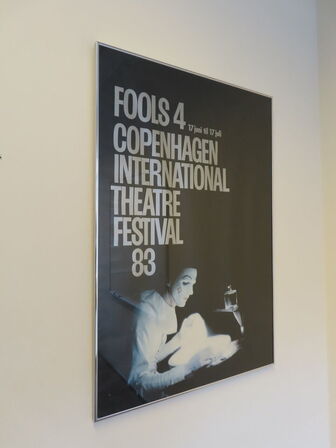 FOOLS 4 17 juni til 17 juli
COPENHAGEN
INTERNATIONAL
THEATRE
FESTIVAL
83